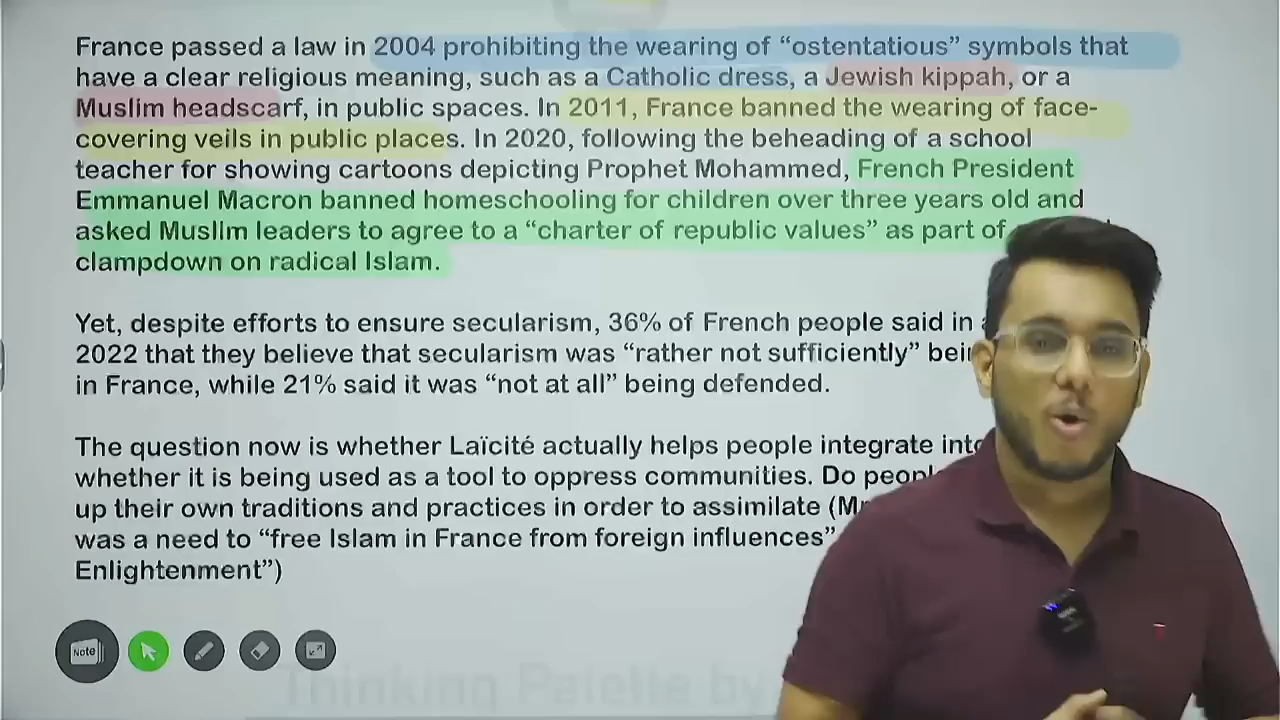 France passed a law in 2004 prohibiting the wearing of “ostentatious” symbols that
have a clear religious meaning, such as a Catholic dress, a Jewish kippah, or a
Muslim headscarf, in public spaces. In 2011, France banned the wearing of face-
covering veils in public places. In 2020, following the beheading of a school
teacher for showing cartoons depicting Prophet Mohammed, French President
Emmanuel Macron banned homeschooling for children over three years old and
asked Muslim leaders to agree to a “charter of republic values” as part of
clampdown on radical Islam.
Yet, despite efforts to ensure secularism, 36% of French people said in
2022 that they believe that secularism was “rather not sufficiently”
in France, while 21% said it was “not at all” being defended.
The question now is whether Laïcité actually helps people integrate
whether it is being used as a tool to oppress communities. Do
up their own traditions and practices in order to assimilate
was a need to “free Islam in France from foreign influences”
Enlightenment”)
Note
Thinking Palette by